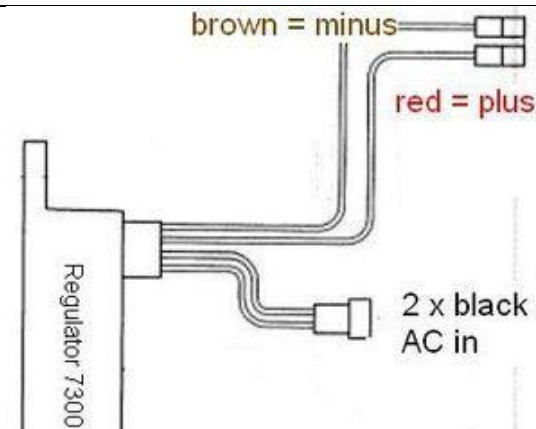 brown = minus
red = plus
2 x black
AC in
Regulator 7300